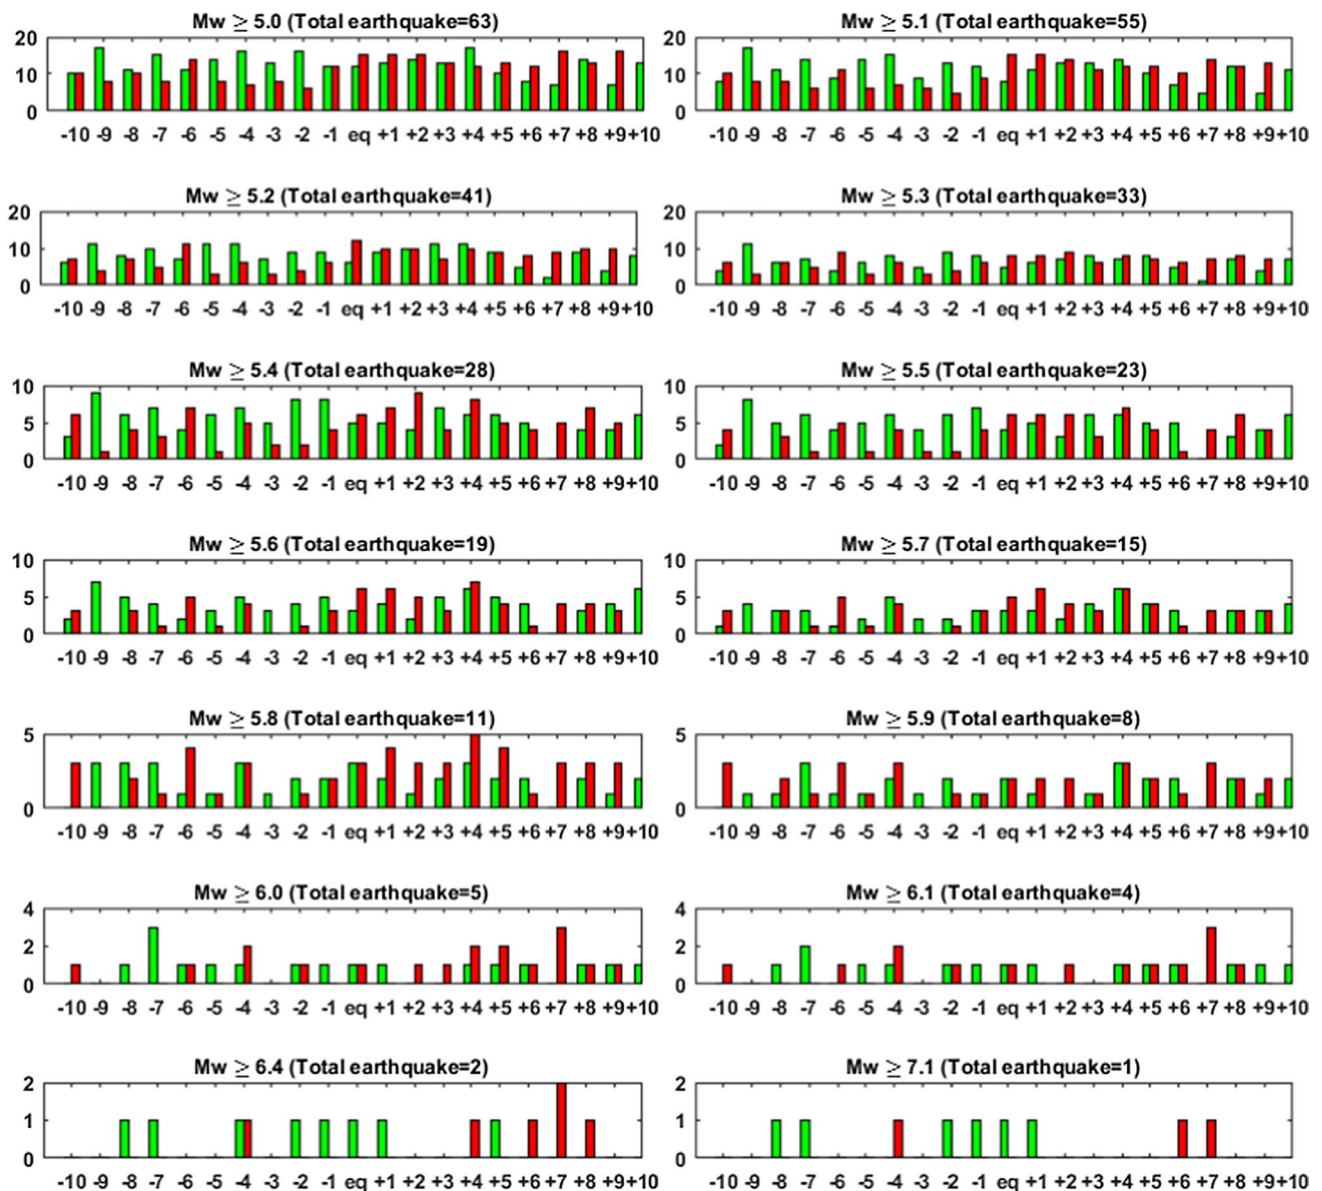 Mw ≥ 5.0 (Total earthquake=63)
20
10
0
-10 -9 -8 -7 -6 -5 -4 -3 -2 -1 eq +1 +2 +3 +4 +5 +6 +7 +8 +9 +10
Mw ≥ 5.1 (Total earthquake=55)
20
10
0
-10 -9 -8 -7 -6 -5 -4 -3 -2 -1 eq +1 +2 +3 +4 +5 +6 +7 +8 +9 +10
Mw ≥ 5.2 (Total earthquake=41)
20
10
0
-10 -9 -8 -7 -6 -5 -4 -3 -2 -1 eq +1 +2 +3 +4 +5 +6 +7 +8 +9 +10
Mw ≥ 5.3 (Total earthquake=33)
20
10
0
-10 -9 -8 -7 -6 -5 -4 -3 -2 -1 eq +1 +2 +3 +4 +5 +6 +7 +8 +9 +10
Mw ≥ 5.4 (Total earthquake=28)
10
5
0
-10 -9 -8 -7 -6 -5 -4 -3 -2 -1 eq +1 +2 +3 +4 +5 +6 +7 +8 +9 +10
Mw ≥ 5.5 (Total earthquake=23)
10
5
0
-10 -9 -8 -7 -6 -5 -4 -3 -2 -1 eq +1 +2 +3 +4 +5 +6 +7 +8 +9 +10
Mw ≥ 5.6 (Total earthquake=19)
10
5
0
-10 -9 -8 -7 -6 -5 -4 -3 -2 -1 eq +1 +2 +3 +4 +5 +6 +7 +8 +9 +10
Mw ≥ 5.7 (Total earthquake=15)
10
5
0
-10 -9 -8 -7 -6 -5 -4 -3 -2 -1 eq +1 +2 +3 +4 +5 +6 +7 +8 +9 +10
Mw ≥ 5.8 (Total earthquake=11)
5
0
-10 -9 -8 -7 -6 -5 -4 -3 -2 -1 eq +1 +2 +3 +4 +5 +6 +7 +8 +9 +10
Mw ≥ 5.9 (Total earthquake=8)
5
0
-10 -9 -8 -7 -6 -5 -4 -3 -2 -1 eq +1 +2 +3 +4 +5 +6 +7 +8 +9 +10
Mw ≥ 6.0 (Total earthquake=5)
4
2
0
-10 -9 -8 -7 -6 -5 -4 -3 -2 -1 eq +1 +2 +3 +4 +5 +6 +7 +8 +9 +10
Mw ≥ 6.1 (Total earthquake=4)
4
2
0
-10 -9 -8 -7 -6 -5 -4 -3 -2 -1 eq +1 +2 +3 +4 +5 +6 +7 +8 +9 +10
Mw ≥ 6.4 (Total earthquake=2)
2
1
0
-10 -9 -8 -7 -6 -5 -4 -3 -2 -1 eq +1 +2 +3 +4 +5 +6 +7 +8 +9 +10
Mw ≥ 7.1 (Total earthquake=1)
2
1
0
-10 -9 -8 -7 -6 -5 -4 -3 -2 -1 eq +1 +2 +3 +4 +5 +6 +7 +8 +9 +10